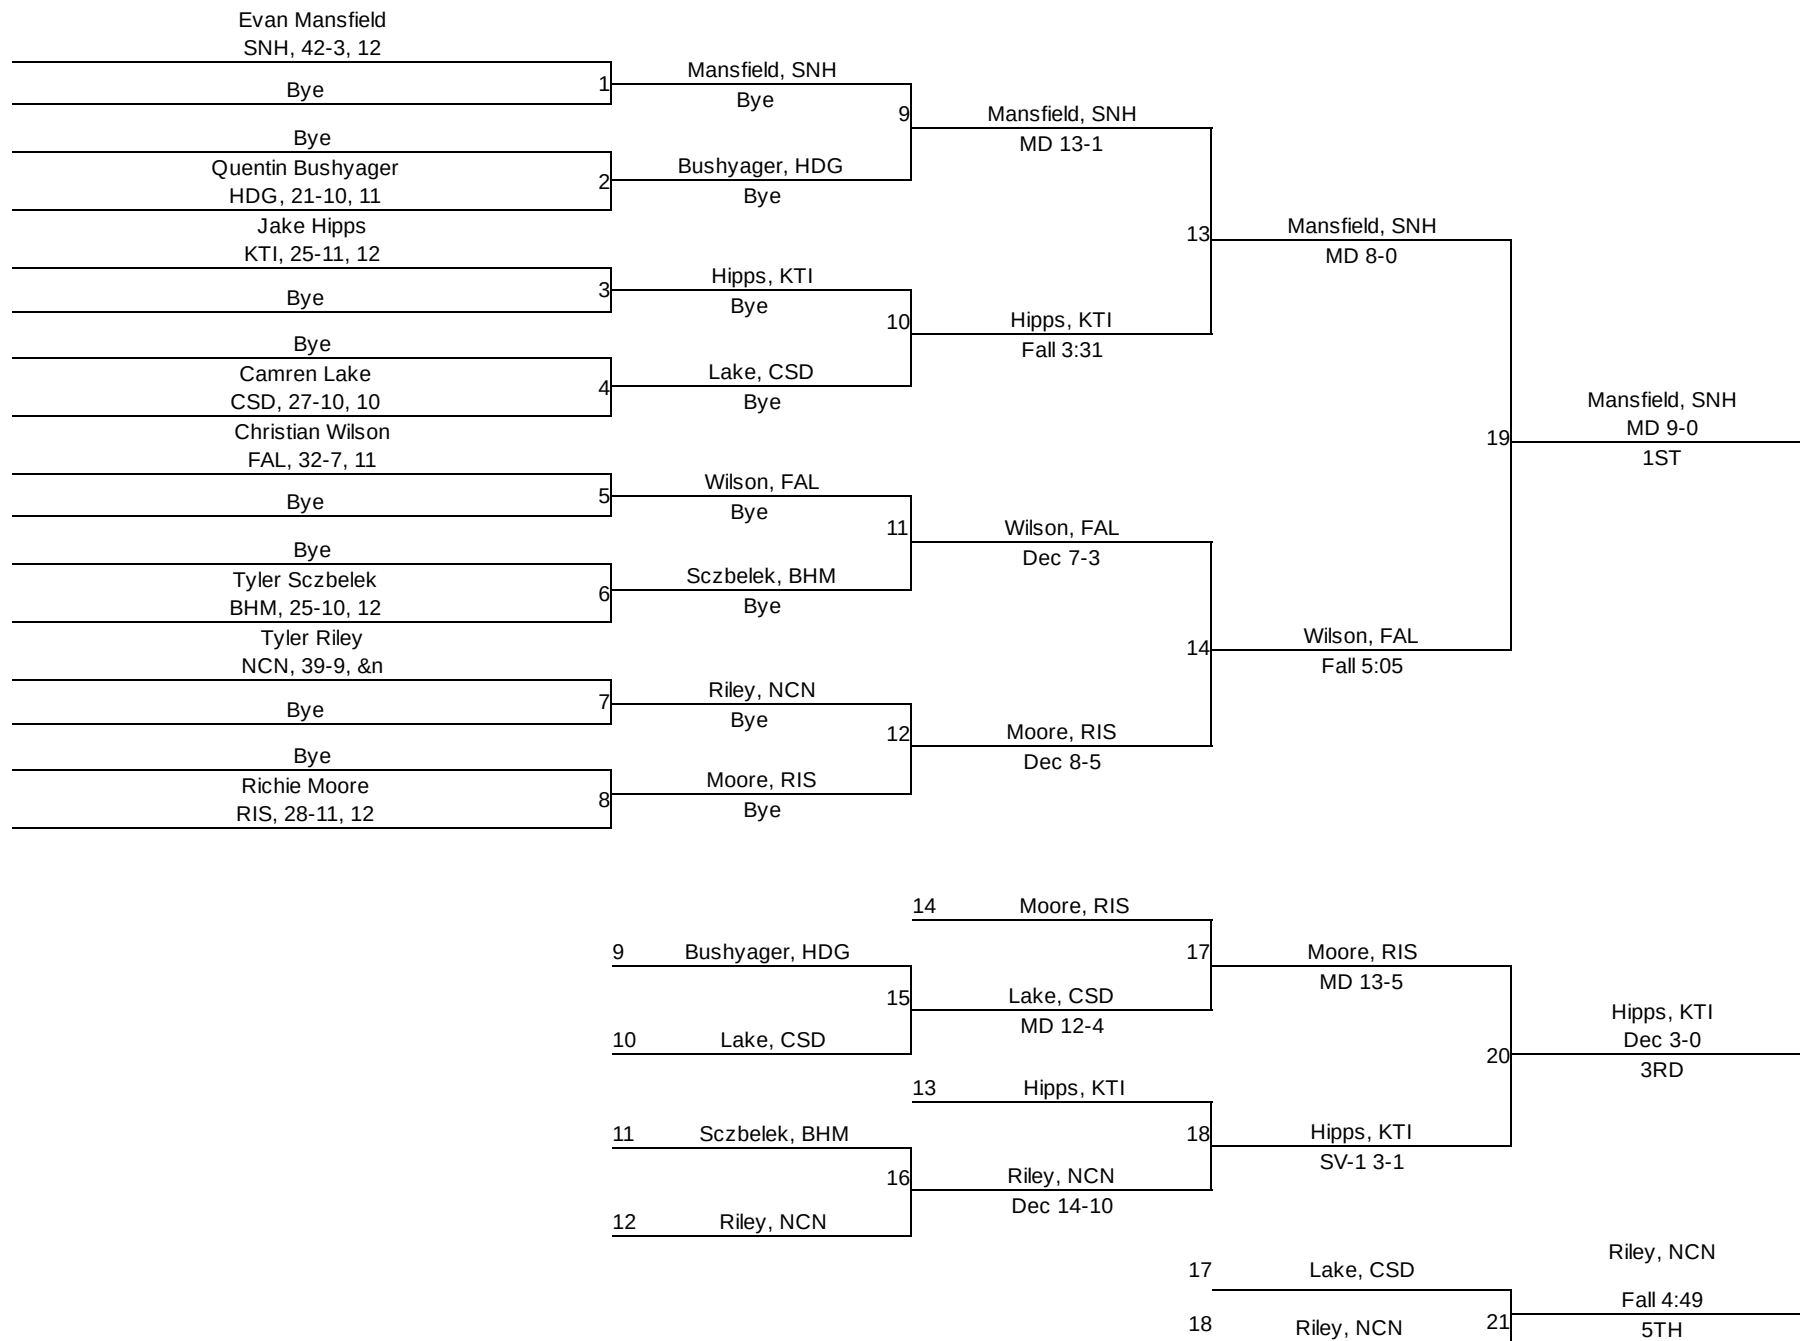 Evan Mansfield
SNH, 42-3, 12
Bye
1
Bye
Quentin Bushyager
HDG, 21-10, 11
2
Jake Hipps
KTI, 25-11, 12
Bye
3
Bye
Camren Lake
CSD, 27-10, 10
4
Christian Wilson
FAL, 32-7, 11
Bye
5
Bye
Tyler Sczbelek
BHM, 25-10, 12
6
Tyler Riley
NCN, 39-9, &n
Bye
7
Bye
Richie Moore
RIS, 28-11, 12
8
Mansfield, SNH
Bye
9
Bushyager, HDG
Bye
Hipps, KTI
Bye
10
Lake, CSD
Bye
Wilson, FAL
Bye
11
Sczbelek, BHM
Bye
Riley, NCN
Bye
12
Moore, RIS
Bye
Mansfield, SNH
MD 13-1
13
Hipps, KTI
Fall 3:31
Wilson, FAL
Dec 7-3
14
Moore, RIS
Dec 8-5
Mansfield, SNH
MD 8-0
19
Wilson, FAL
Fall 5:05
Mansfield, SNH
MD 9-0
1ST
14 Moore, RIS
9 Bushyager, HDG
15
10 Lake, CSD
Lake, CSD
MD 12-4
17
13 Hipps, KTI
11 Sczbelek, BHM
16
12 Riley, NCN
Riley, NCN
Dec 14-10
18
Moore, RIS
MD 13-5
20
Hipps, KTI
SV-1 3-1
Hipps, KTI
Dec 3-0
3RD
17 Lake, CSD
18 Riley, NCN
21
Riley, NCN
Fall 4:49
5TH